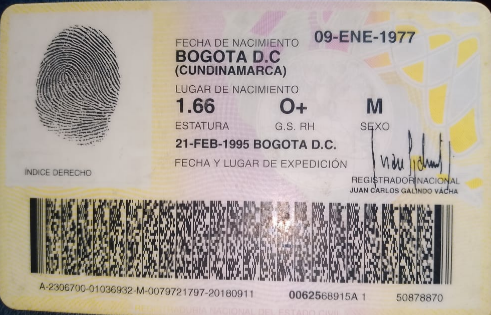 FECHA DE NACIMIENTO 09-ENE-1977
BOGOTA D.C
(CUNDINAMARCA)
LUGAR DE NACIMIENTO
1.66 O+ M
ESTATURA G.S. RH SEXO
21-FEB-1995 BOGOTA D.C.
FECHA Y LUGAR DE EXPEDICIÓN
INDICE DERECHO
REGISTRADOR NACIONAL
JUAN CARLOS GALINDO VACHA
A-2306700-01036932-M-0079721797-20180911 0062568915A 1 50878870